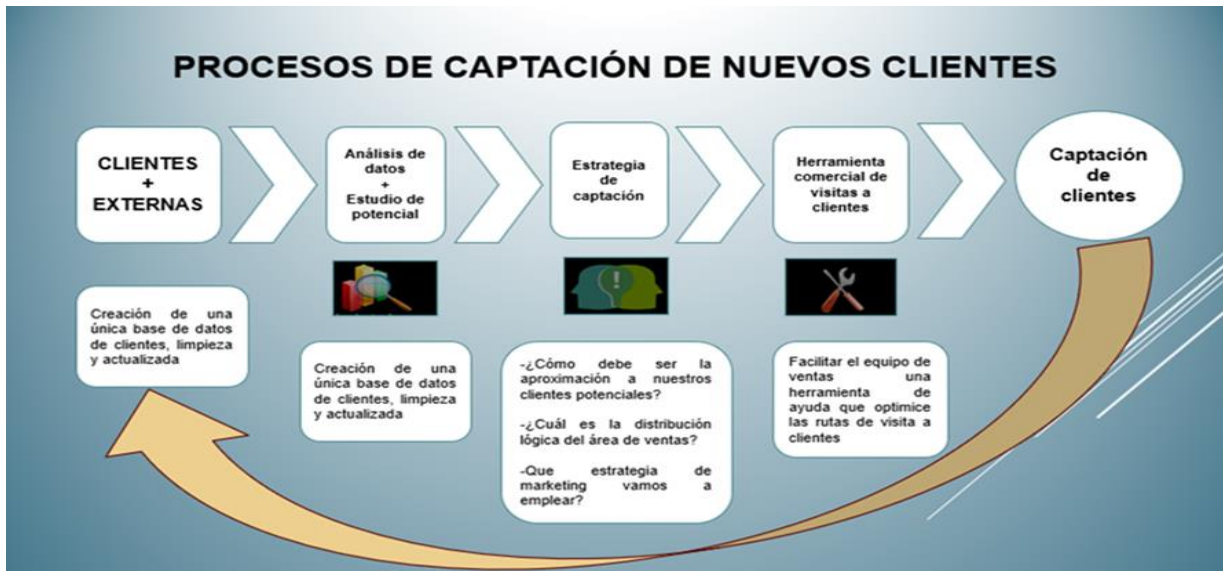 PROCESOS DE CAPTACIÓN DE NUEVOS CLIENTES
CLIENTES
+
EXTERNAS
Análisis de
datos
+
Estudio de
potencial
Estrategia
de
captación
Herramienta
comercial de
visitas a
clientes
Captación
de
clientes
Creación de una
única base de datos
de clientes, limpieza
y actualizada
Creación de una
única base de datos
de clientes, limpieza
y actualizada
-¿Cómo debe ser la
aproximación a nuestros
clientes potenciales?
-¿Cuál es la distribución
lógica del área de ventas?
-Que estrategia de
marketing vamos a
emplear?
Facilitar el equipo de
ventas una
herramienta de
ayuda que optimice
las rutas de visita a
clientes